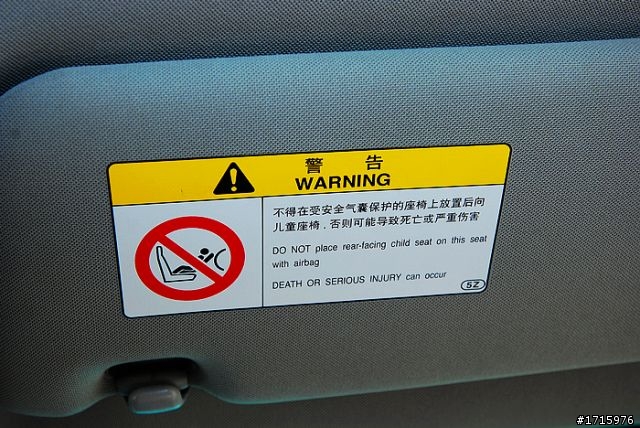 警 告
WARNING
不得在受安全气囊保护的座椅上放置后向
儿童座椅，否则可能导致死亡或严重伤害
DO NOT place rear-facing child seat on this seat
with airbag
DEATH OR SERIOUS INJURY can occur
5Z
#1715976